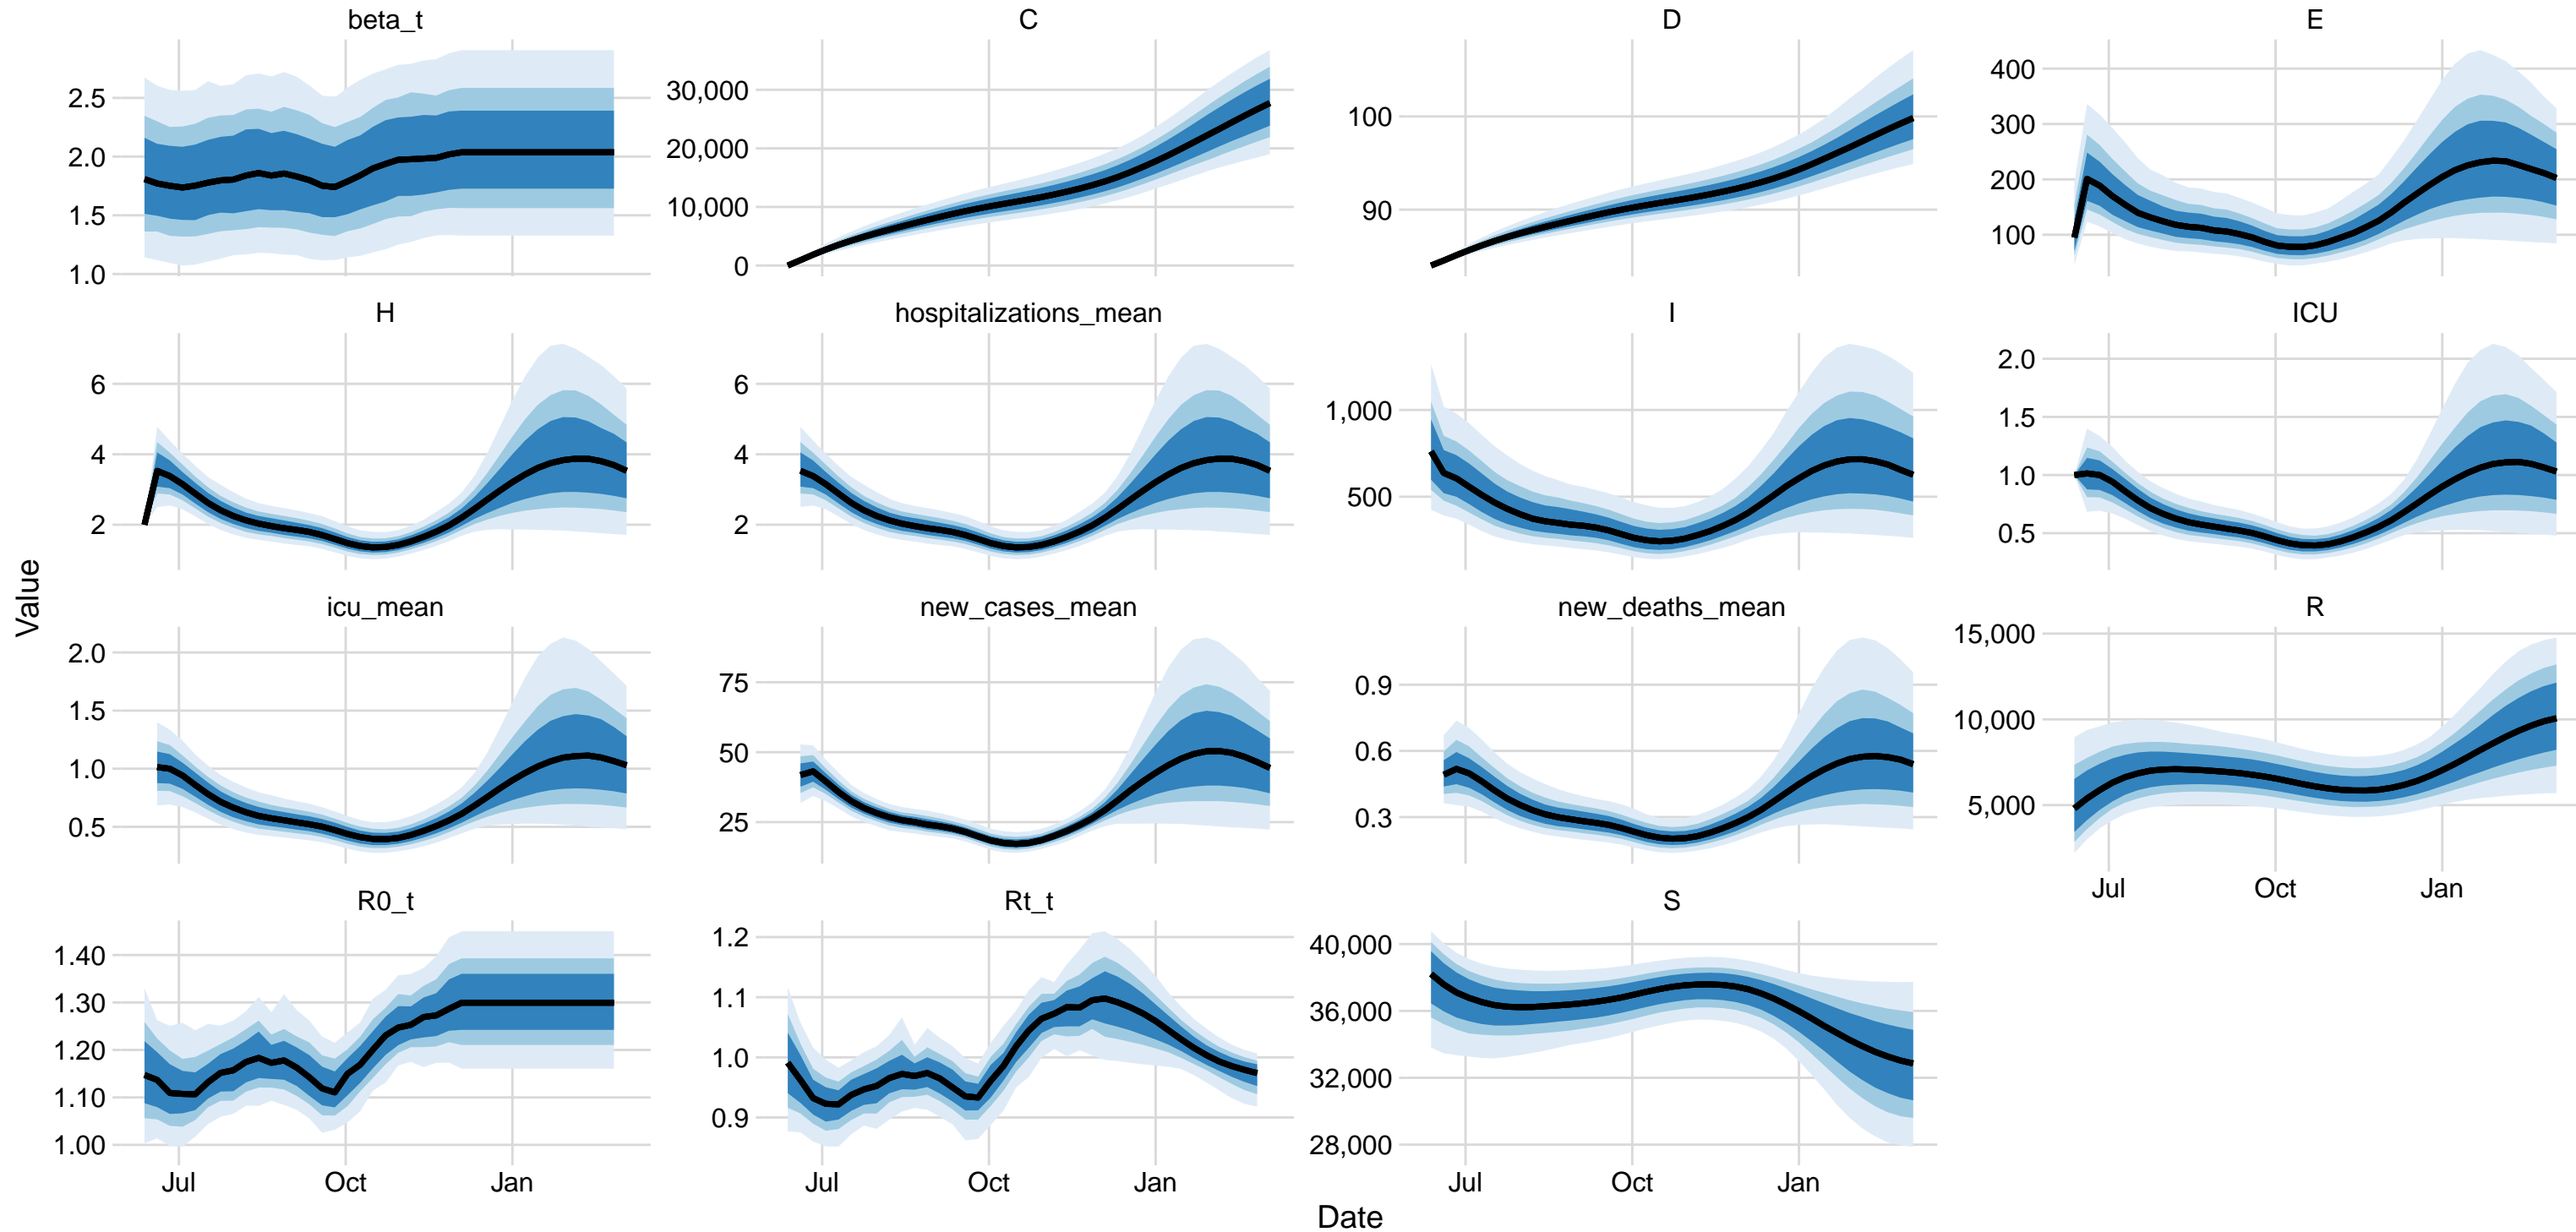 beta_t
C
D
E
2.5
2.0
1.5
1.0
30,000
20,000
10,000
0
100
90
400
300
200
100
H
hospitalizations_mean
I
ICU
6
4
2
6
4
2
1,000
500
2.0
1.5
1.0
0.5
Value
icu_mean
new_cases_mean
new_deaths_mean
R
2.0
1.5
1.0
0.5
75
50
25
0.9
0.6
0.3
15,000
10,000
5,000
Jul Oct Jan
R0_t
Rt_t
S
1.40
1.30
1.20
1.10
1.00
1.2
1.1
1.0
0.9
40,000
36,000
32,000
28,000
Jul Oct Jan
Jul Oct Jan
Jul Oct Jan
Date